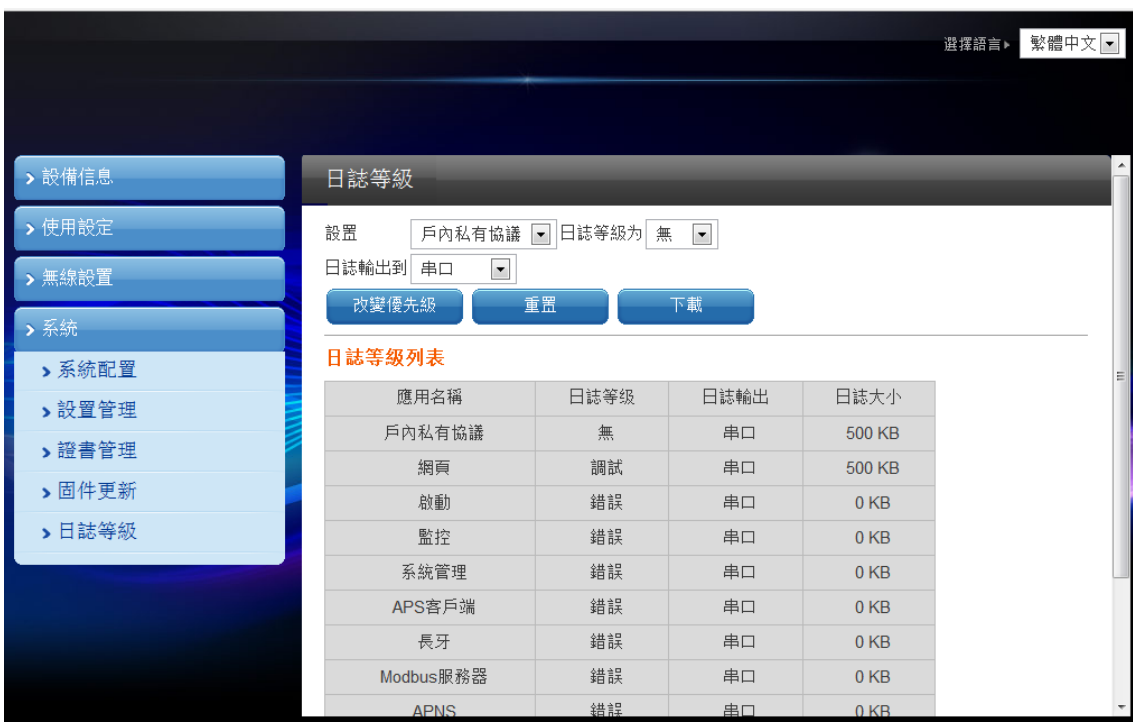 選擇語言 繁體中文
設備信息
使用設定
無線設置
系統
系統配置
設置管理
證書管理
固件更新
日誌等級
日誌等級
設置 戶內私有協議 日誌等級为 無
日誌輸出到 串口
改變優先級 重置 下載
日誌等级列表
應用名稱 日誌等级 日誌輸出 日誌大小
戶內私有協議 無 串口 500 KB
網頁 調試 串口 500 KB
啟動 錯誤 串口 0 KB
監控 錯誤 串口 0 KB
系統管理 錯誤 串口 0 KB
APS客戶端 錯誤 串口 0 KB
長牙 錯誤 串口 0 KB
Modbus服務器 錯誤 串口 0 KB
APNS 錯誤 串口 0 KB